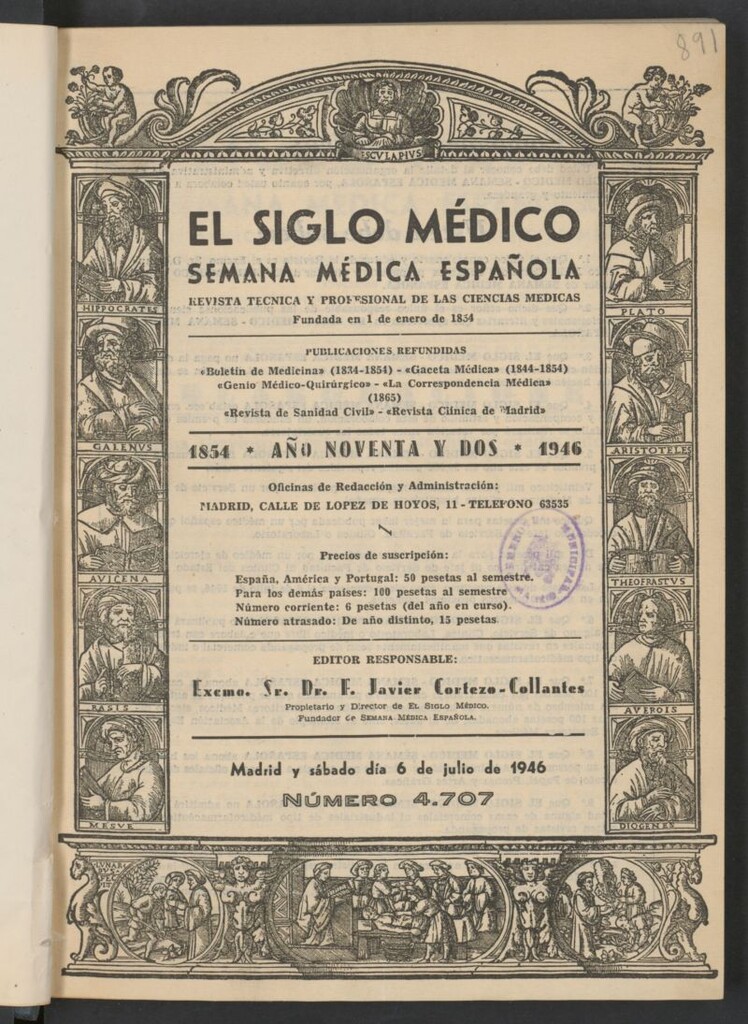 891
ESCVLAPIVS
EL SIGLO MÉDICO
SEMANA MÉDICA ESPAÑOLA
REVISTA TECNICA Y PROFESIONAL DE LAS CIENCIAS MEDICAS
Fundada en 1 de enero de 1854
PUBLICACIONES REFUNDIDAS
«Boletín de Medicina» (1834-1854) - «Gaceta Médica» (1844-1854)
«Genio Médico-Quirúrgico» - «La Correspondencia Médica»
(1865)
«Revista de Sanidad Civil» - «Revista Clínica de Madrid»
1854 * AÑO NOVENTA Y DOS * 1946
Oficinas de Redacción y Administración:
MADRID, CALLE DE LOPEZ DE HOYOS, 11 - TELEFONO 63535
Precios de suscripción:
España, América y Portugal: 50 pesetas al semestre.
Para los demás países: 100 pesetas al semestre
Número corriente: 6 pesetas (del año en curso).
Número atrasado: De año distinto, 15 pesetas.
EDITOR RESPONSABLE:
Excmo. Sr. Dr. F. Javier Cortezo-Collantes
Propietario y Director de EL SIGLO MÉDICO.
Fundador de SEMANA MÉDICA ESPAÑOLA.
Madrid y sábado día 6 de julio de 1946
NÚMERO 4.707
HIPPOCRATES
GALENVS
AVICENA
RASIS
MESVE
PLATO
ARISTOTELES
THEOFRASTVS
AVEROIS
DIOGENES
MUNICIPAL